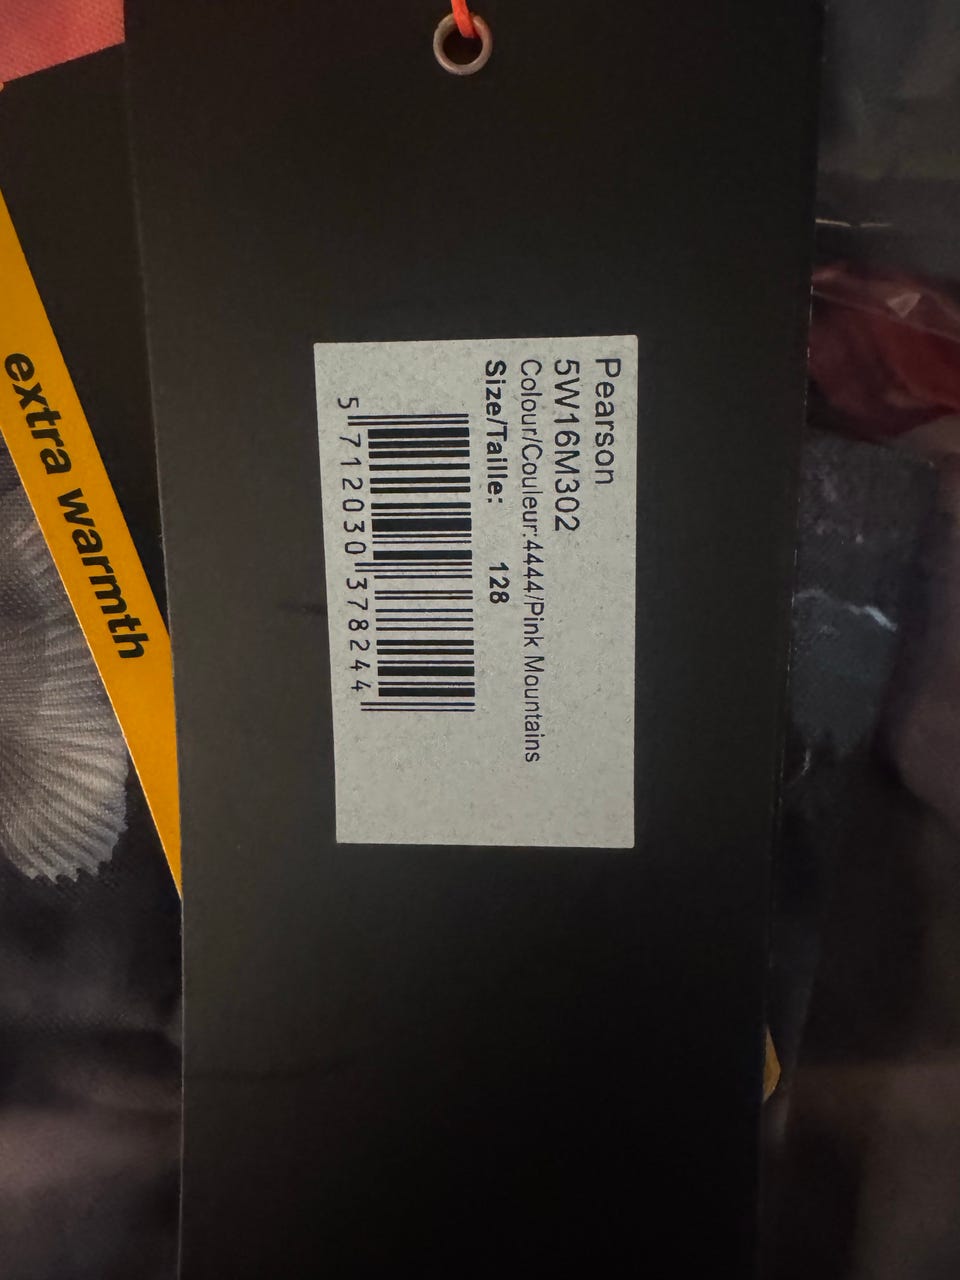 Pearson
5W16M302
Colour/Couleur:4444/Pink Mountains
Size/Taille: 128
5 712030 378244
extra warmth